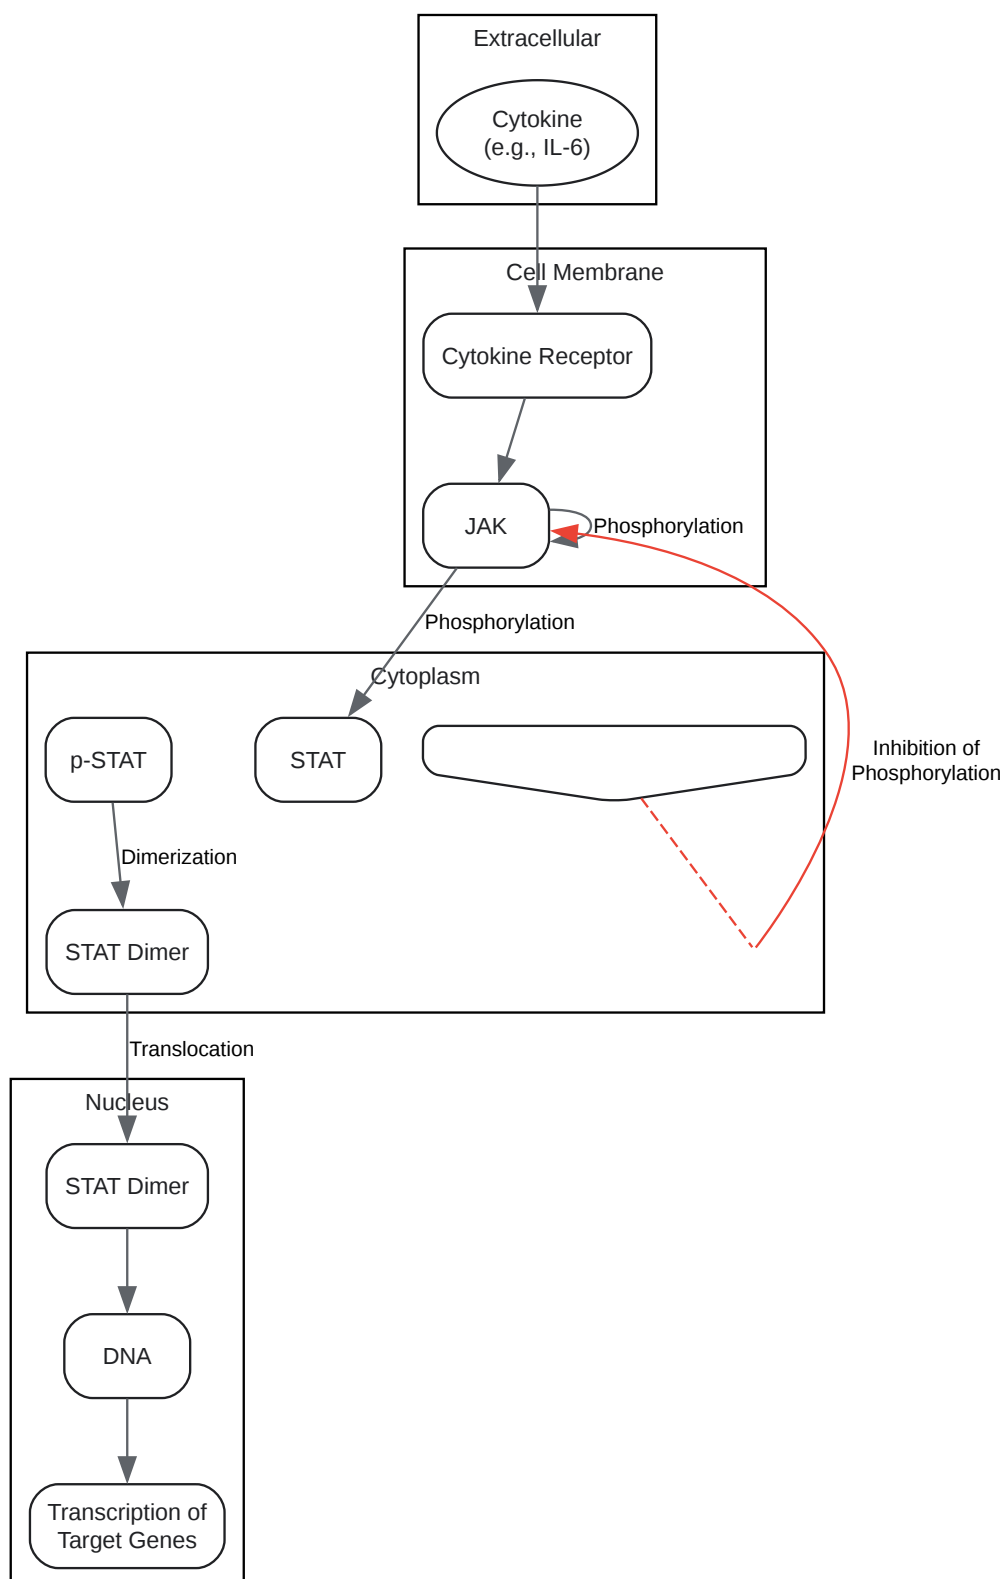 Extracellular
Cytokine
(e.g., IL-6)
Cell Membrane
Cytokine Receptor
JAK
Phosphorylation
Phosphorylation
Cytoplasm
p-STAT
STAT
Inhibition of
Phosphorylation
Dimerization
STAT Dimer
Translocation
Nucleus
STAT Dimer
DNA
Transcription of
Target Genes